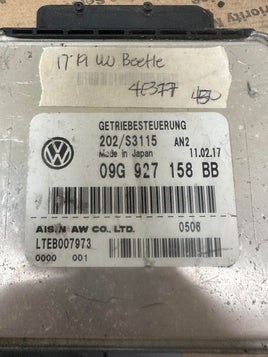 17-19 VW Beetle
4E377 450
GETRIEBESTEUERUNG
202/S3115 AN2
Made in Japan 11.02.17
09G 927 158 BB
AISIN AW CO., LTD. 0506
LTEB007973
0000 001